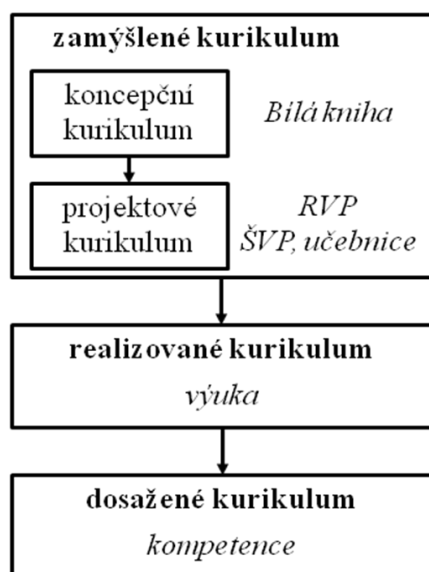 zamýšlené kurikulum
koncepční
kurikulum
Bílá kniha
projektové
kurikulum
RVP
ŠVP, učebnice
realizované kurikulum
výuka
dosažené kurikulum
kompetence